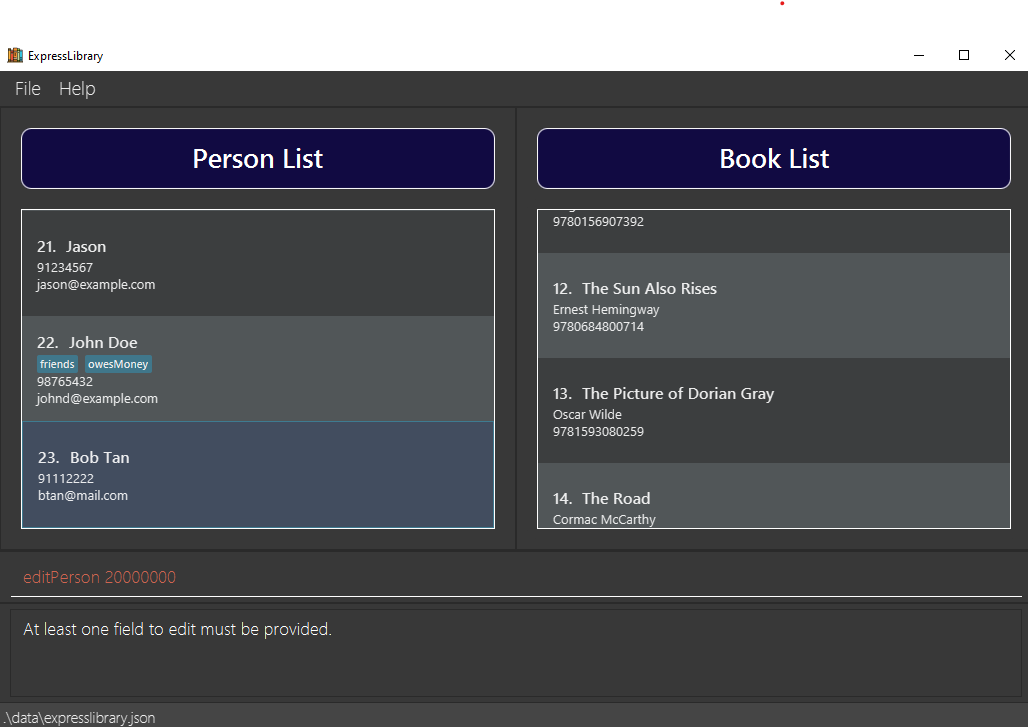 ExpressLibrary
File Help
Person List
21. Jason
91234567
jason@example.com
22. John Doe
friends owesMoney
98765432
johnd@example.com
23. Bob Tan
91112222
btan@mail.com
Book List
9780156907392
12. The Sun Also Rises
Ernest Hemingway
9780684800714
13. The Picture of Dorian Gray
Oscar Wilde
9781593080259
14. The Road
Cormac McCarthy
editPerson 20000000
At least one field to edit must be provided.
.\data\expresslibrary.json